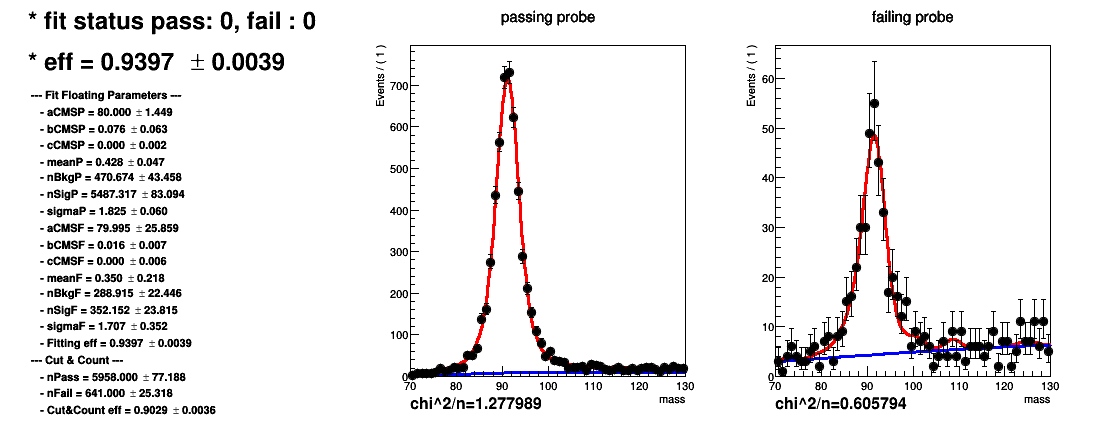 * fit status pass: 0, fail : 0
* eff = 0.9397 ± 0.0039
--- Fit Floating Parameters ---
- aCMSP = 80.000 ± 1.449
- bCMSP = 0.076 ± 0.063
- cCMSP = 0.000 ± 0.002
- meanP = 0.428 ± 0.047
- nBkgP = 470.674 ± 43.458
- nSigP = 5487.317 ± 83.094
- sigmaP = 1.825 ± 0.060
- aCMSF = 79.995 ± 25.859
- bCMSF = 0.016 ± 0.007
- cCMSF = 0.000 ± 0.006
- meanF = 0.350 ± 0.218
- nBkgF = 288.915 ± 22.446
- nSigF = 352.152 ± 23.815
- sigmaF = 1.707 ± 0.352
- Fitting eff = 0.9397 ± 0.0039
--- Cut & Count ---
- nPass = 5958.000 ± 77.188
- nFail = 641.000 ± 25.318
- Cut&Count eff = 0.9029 ± 0.0036
passing probe
Events / ( 1 )
700
600
500
400
300
200
100
0
70 80 90 100 110 120 130
mass
chi^2/n=1.277989
failing probe
Events / ( 1 )
60
50
40
30
20
10
0
70 80 90 100 110 120 130
mass
chi^2/n=0.605794